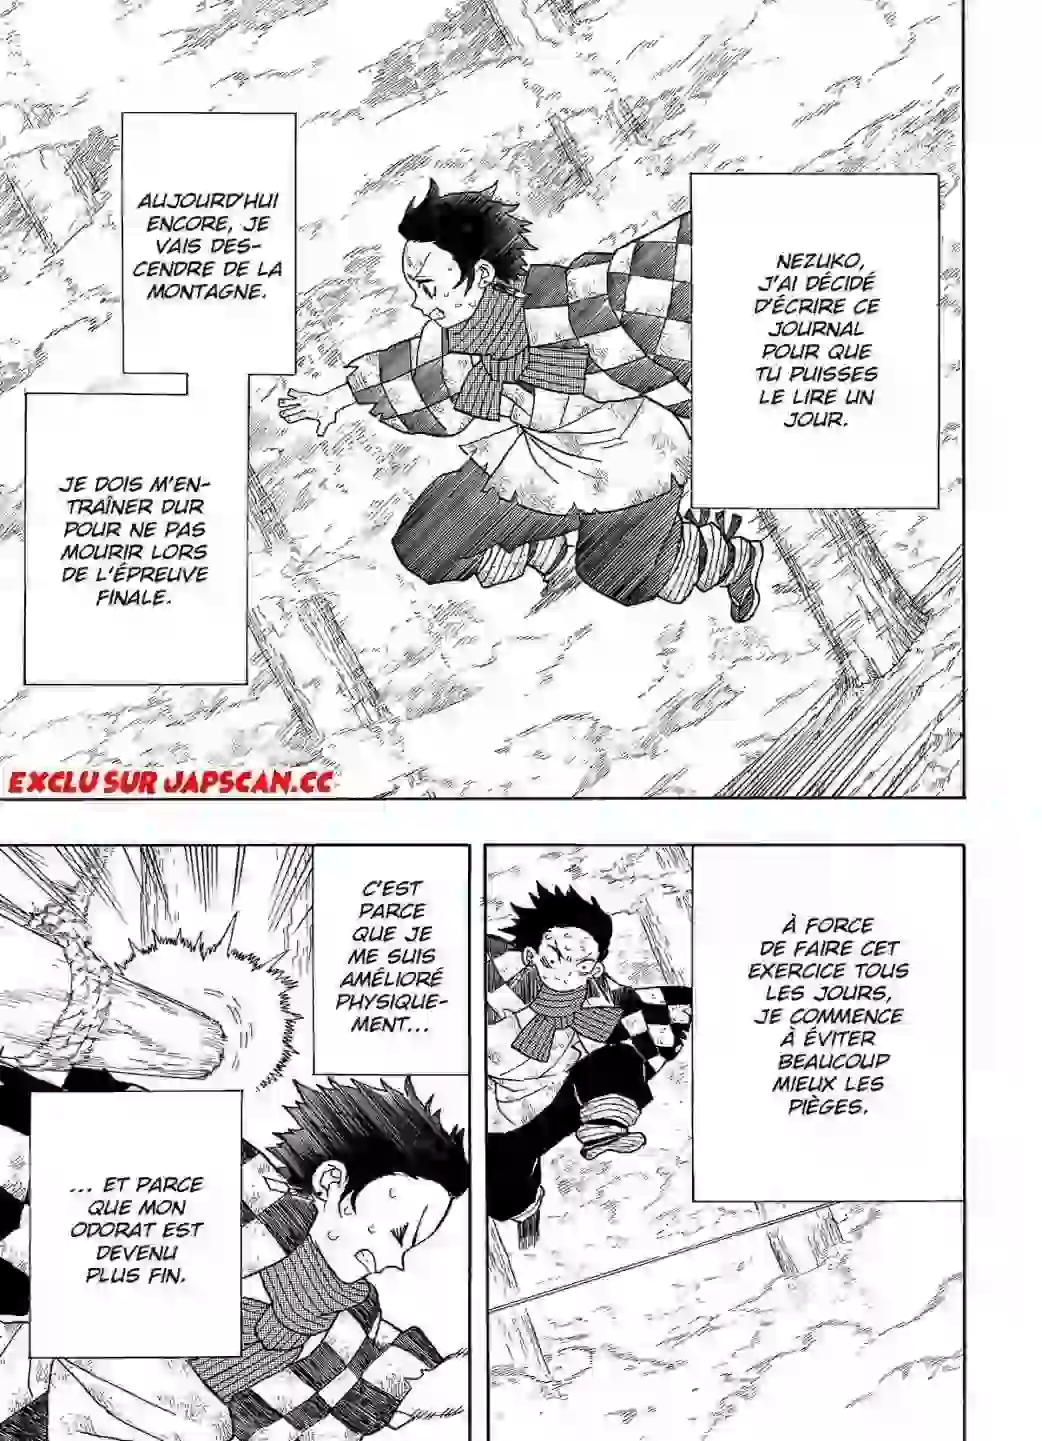 NEZUKO,
J'AI DÉCIDÉ
D'ÉCRIRE CE
JOURNAL
POUR QUE
TU PUISSES
LE LIRE UN
JOUR.
AUJOURD'HUI
ENCORE, JE
VAIS DES-
CENDRE DE LA
MONTAGNE.
JE DOIS M'EN-
TRAÎNER DUR
POUR NE PAS
MOURIR LORS
DE L'ÉPREUVE
FINALE.
EXCLU SUR JAPSCAN.CC
À FORCE
DE FAIRE CET
EXERCICE TOUS
LES JOURS,
JE COMMENCE
À ÉVITER
BEAUCOUP
MIEUX LES
PIÈGES.
C'EST
PARCE
QUE JE
ME SUIS
AMÉLIORÉ
PHYSIQUE-
MENT...
... ET PARCE
QUE MON
ODORAT EST
DEVENU
PLUS FIN.